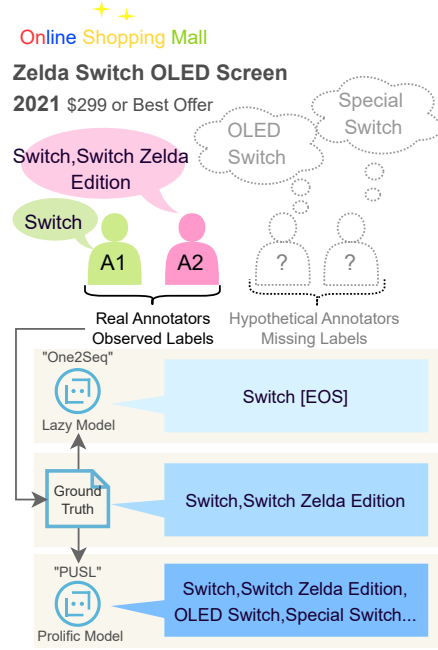 Online Shopping Mall
Zelda Switch OLED Screen
2021 $299 or Best Offer
Special
Switch
OLED
Switch
Switch,Switch Zelda
Edition
Switch
A1
A2
?
?
Real Annotators
Observed Labels
Hypothetical Annotators
Missing Labels
"One2Seq"
Lazy Model
Switch [EOS]
Ground
Truth
Switch,Switch Zelda Edition
"PUSL"
Prolific Model
Switch,Switch Zelda Edition,
OLED Switch,Special Switch...